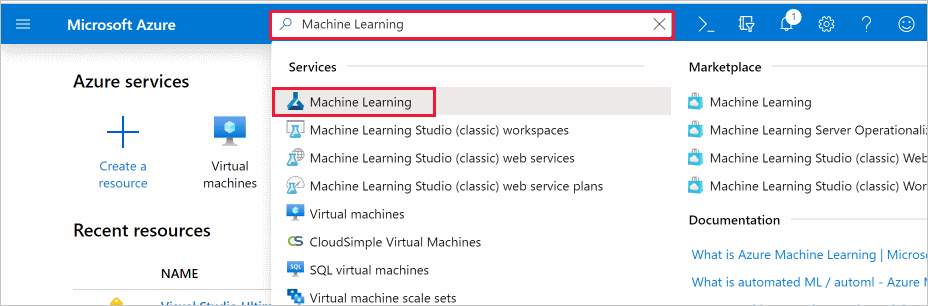 Microsoft Azure
Machine Learning
1
Azure services
Create a
resource
Virtual
machines
Recent resources
NAME
Services
Machine Learning
Machine Learning Studio (classic) workspaces
Machine Learning Studio (classic) web services
Machine Learning Studio (classic) web service plans
Virtual machines
CS CloudSimple Virtual Machines
SQL SQL virtual machines
Virtual machine scale sets
Marketplace
Machine Learning
Machine Learning Server Operationali
Machine Learning Studio (classic) Web
Machine Learning Studio (classic) Wor
Documentation
What is Azure Machine Learning | Micros
What is automated ML / automl - Azure M